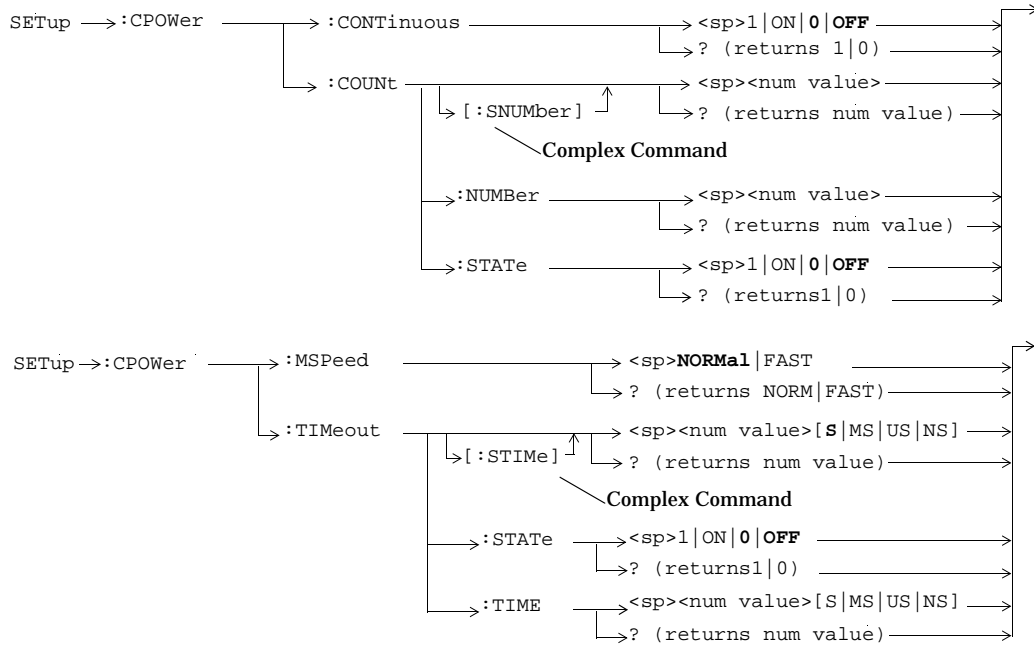 SETup :CPOWer :CONTinuous <sp>1|ON|0|OFF
? (returns 1|0)
:COUNt <sp><num value>
[:SNUMber] ? (returns num value)
Complex Command
:NUMBer <sp><num value>
? (returns num value)
:STATe <sp>1|ON|0|OFF
? (returns1|0)
SETup :CPOWer :MSPeed <sp>NORMal|FAST
? (returns NORM|FAST)
:TIMeout <sp><num value>[S|MS|US|NS]
[:STIMe] ? (returns num value)
Complex Command
:STATe <sp>1|ON|0|OFF
? (returns1|0)
:TIME <sp><num value>[S|MS|US|NS]
? (returns num value)